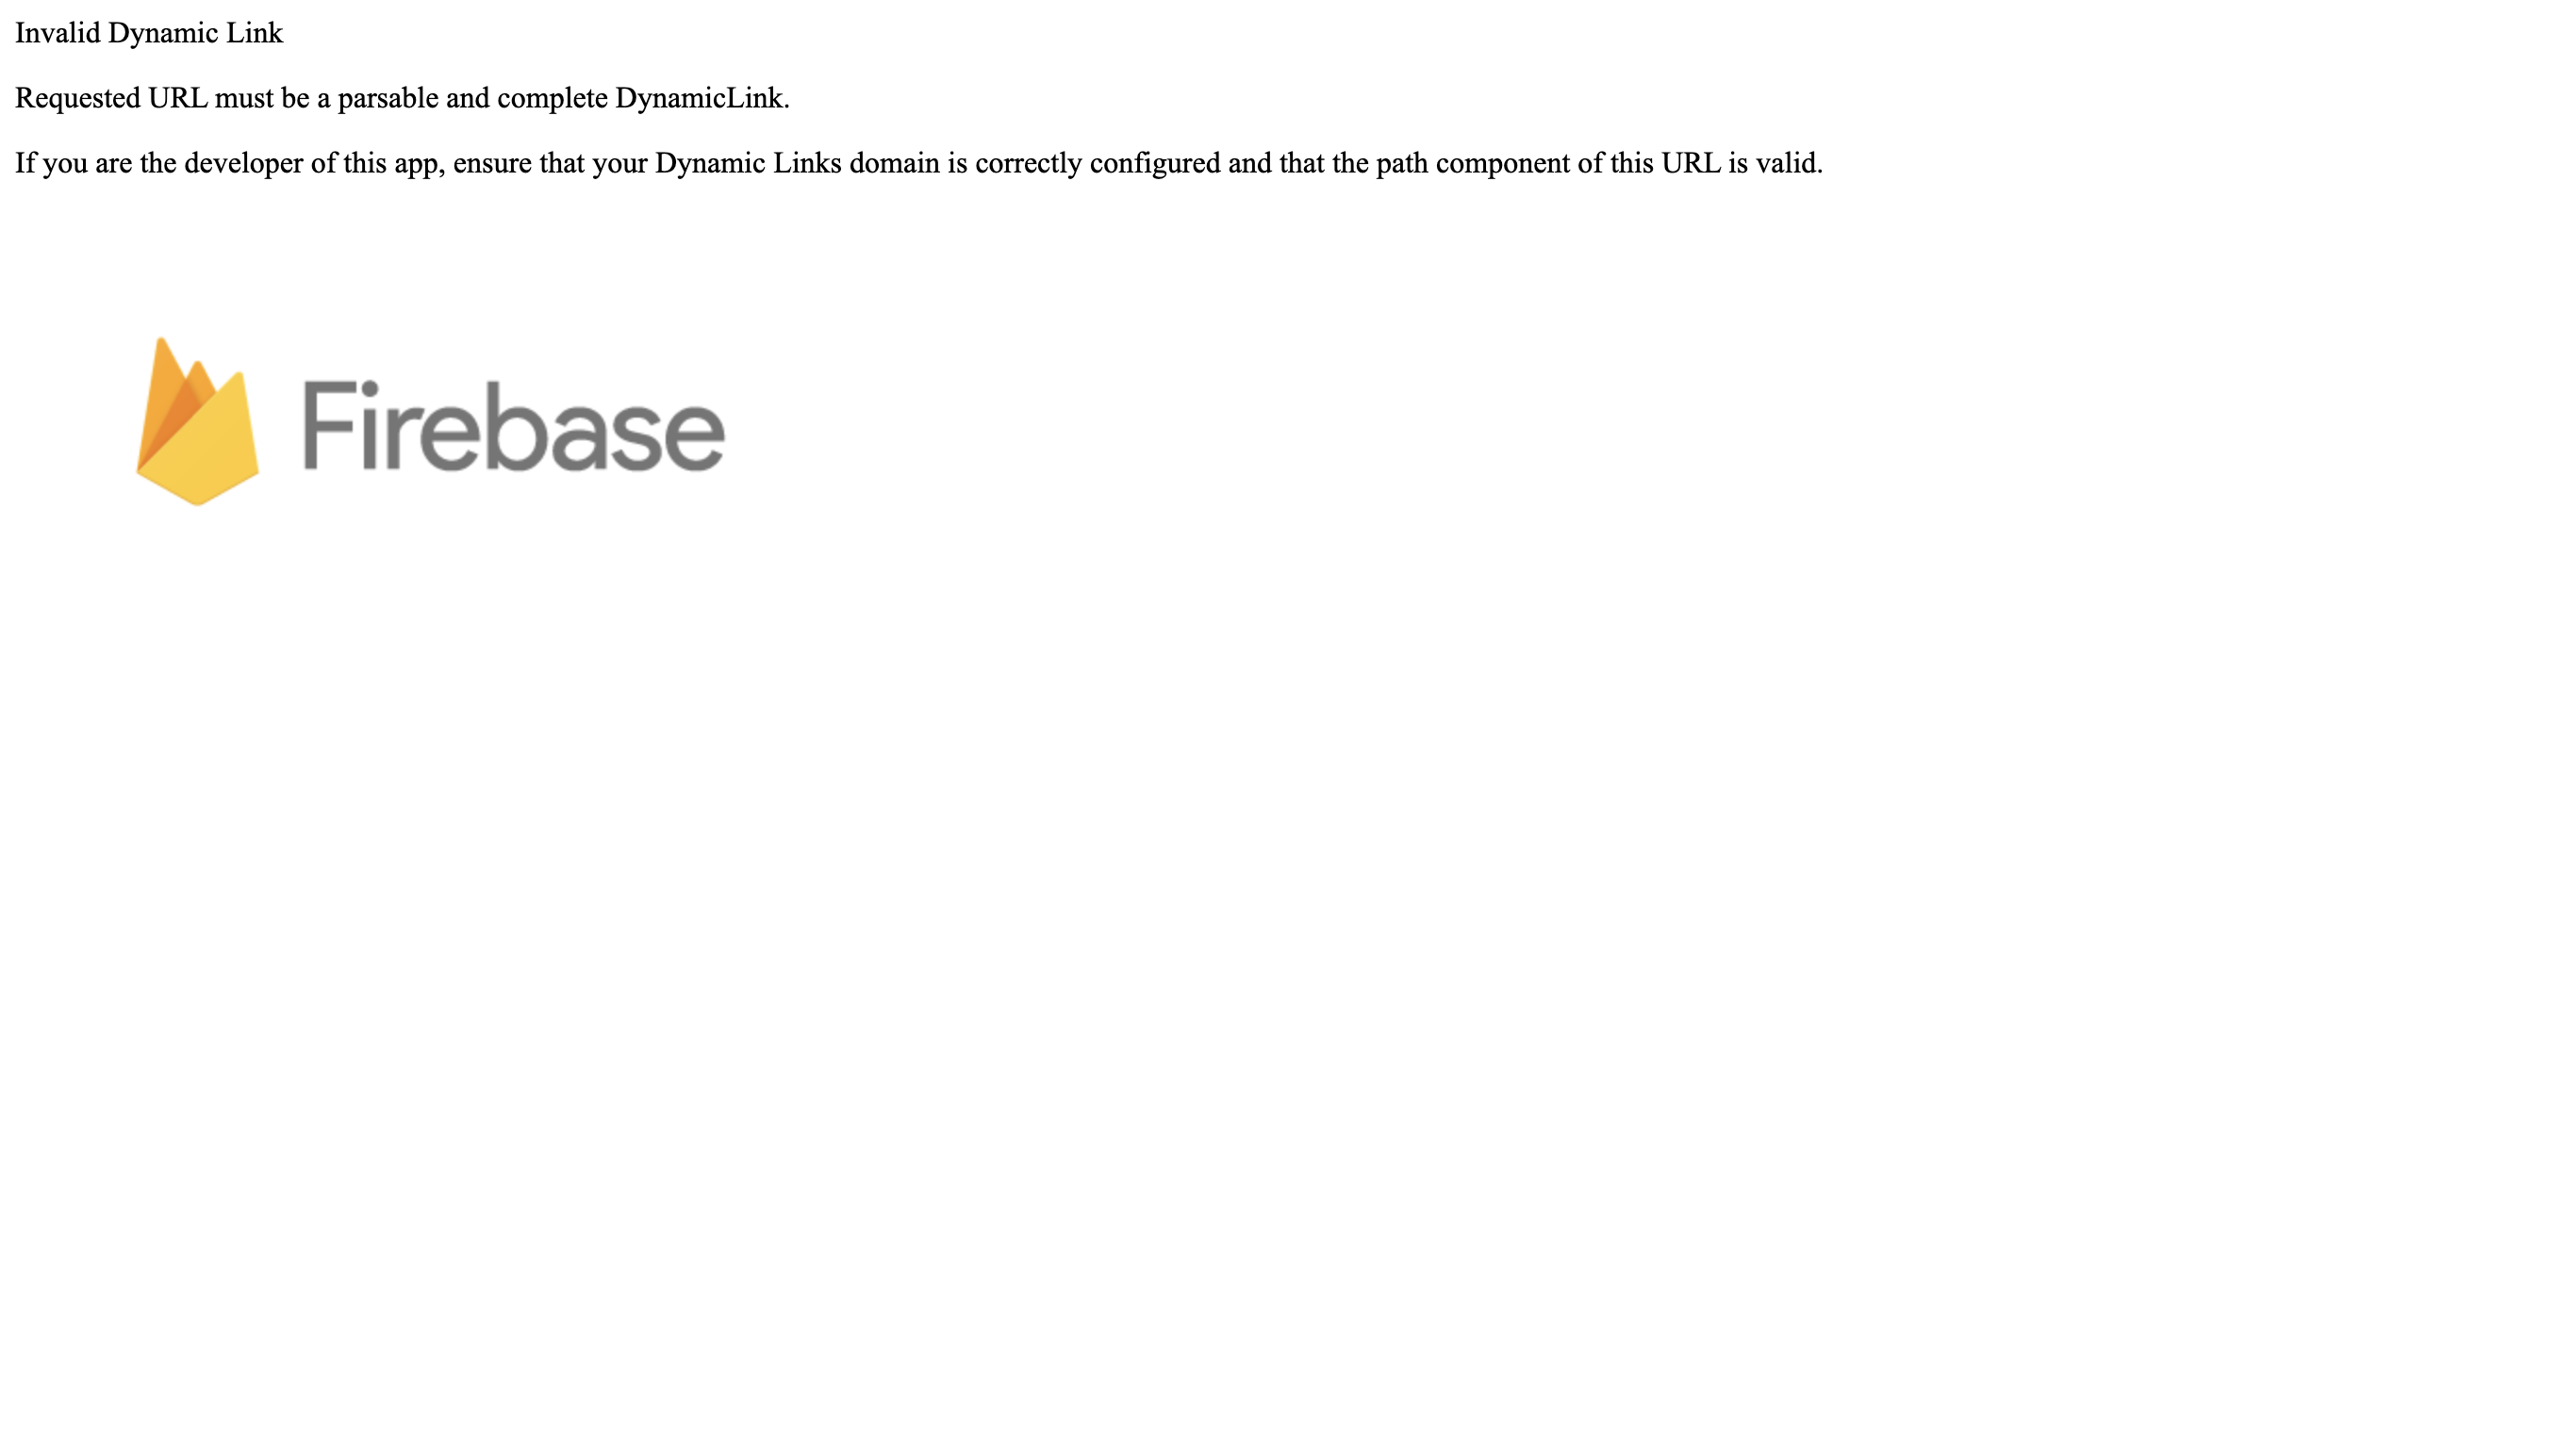 Invalid Dynamic Link
Requested URL must be a parsable and complete DynamicLink.
If you are the developer of this app, ensure that your Dynamic Links domain is correctly configured and that the path component of this URL is valid.
Firebase